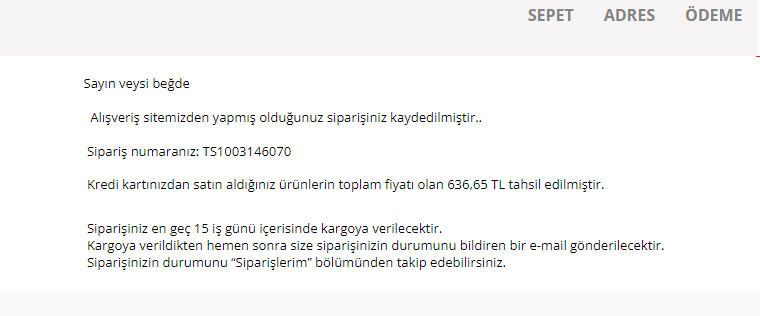 SEPET ADRES ÖDEME
Sayın veysi beğde
Alışveriş sitemizden yapmış olduğunuz siparişiniz kaydedilmiştir..
Sipariş numaranız: TS1003146070
Kredi kartınızdan satın aldığınız ürünlerin toplam fiyatı olan 636,65 TL tahsil edilmiştir.
Siparişiniz en geç 15 iş günü içerisinde kargoya verilecektir.
Kargoya verildikten hemen sonra size siparişinizin durumunu bildiren bir e-mail gönderilecektir.
Siparişinizin durumunu “Siparişlerim” bölümünden takip edebilirsiniz.